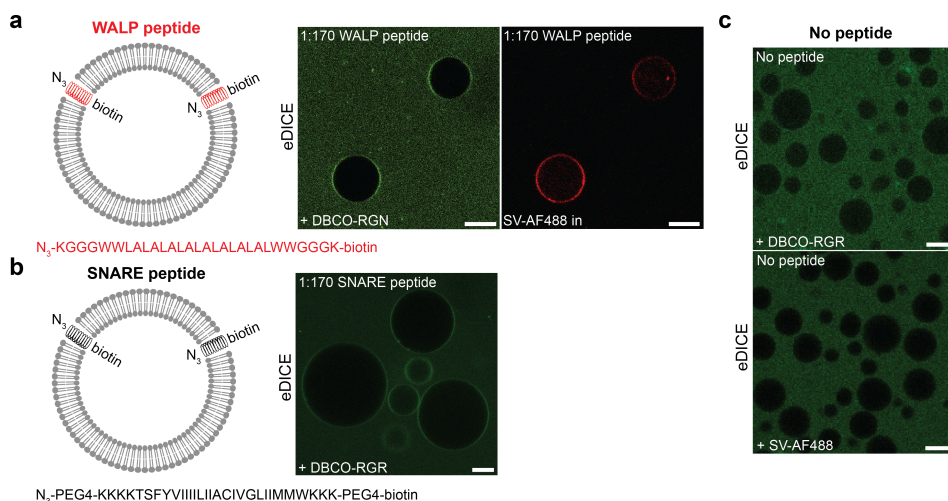 a
WALP peptide
N3
biotin
N3
biotin
N3-KGGGWWLALALALALALALALWWGGGK-biotin
eDICE
1:170 WALP peptide
+ DBCO-RGN
1:170 WALP peptide
SV-AF488 in
b
SNARE peptide
N3
biotin
N3
biotin
N3-PEG4-KKKKTSFYVIIIILIIACIVGLIIMMWKKK-PEG4-biotin
eDICE
1:170 SNARE peptide
+ DBCO-RGR
c
No peptide
eDICE
No peptide
+ DBCO-RGR
eDICE
No peptide
+ SV-AF488